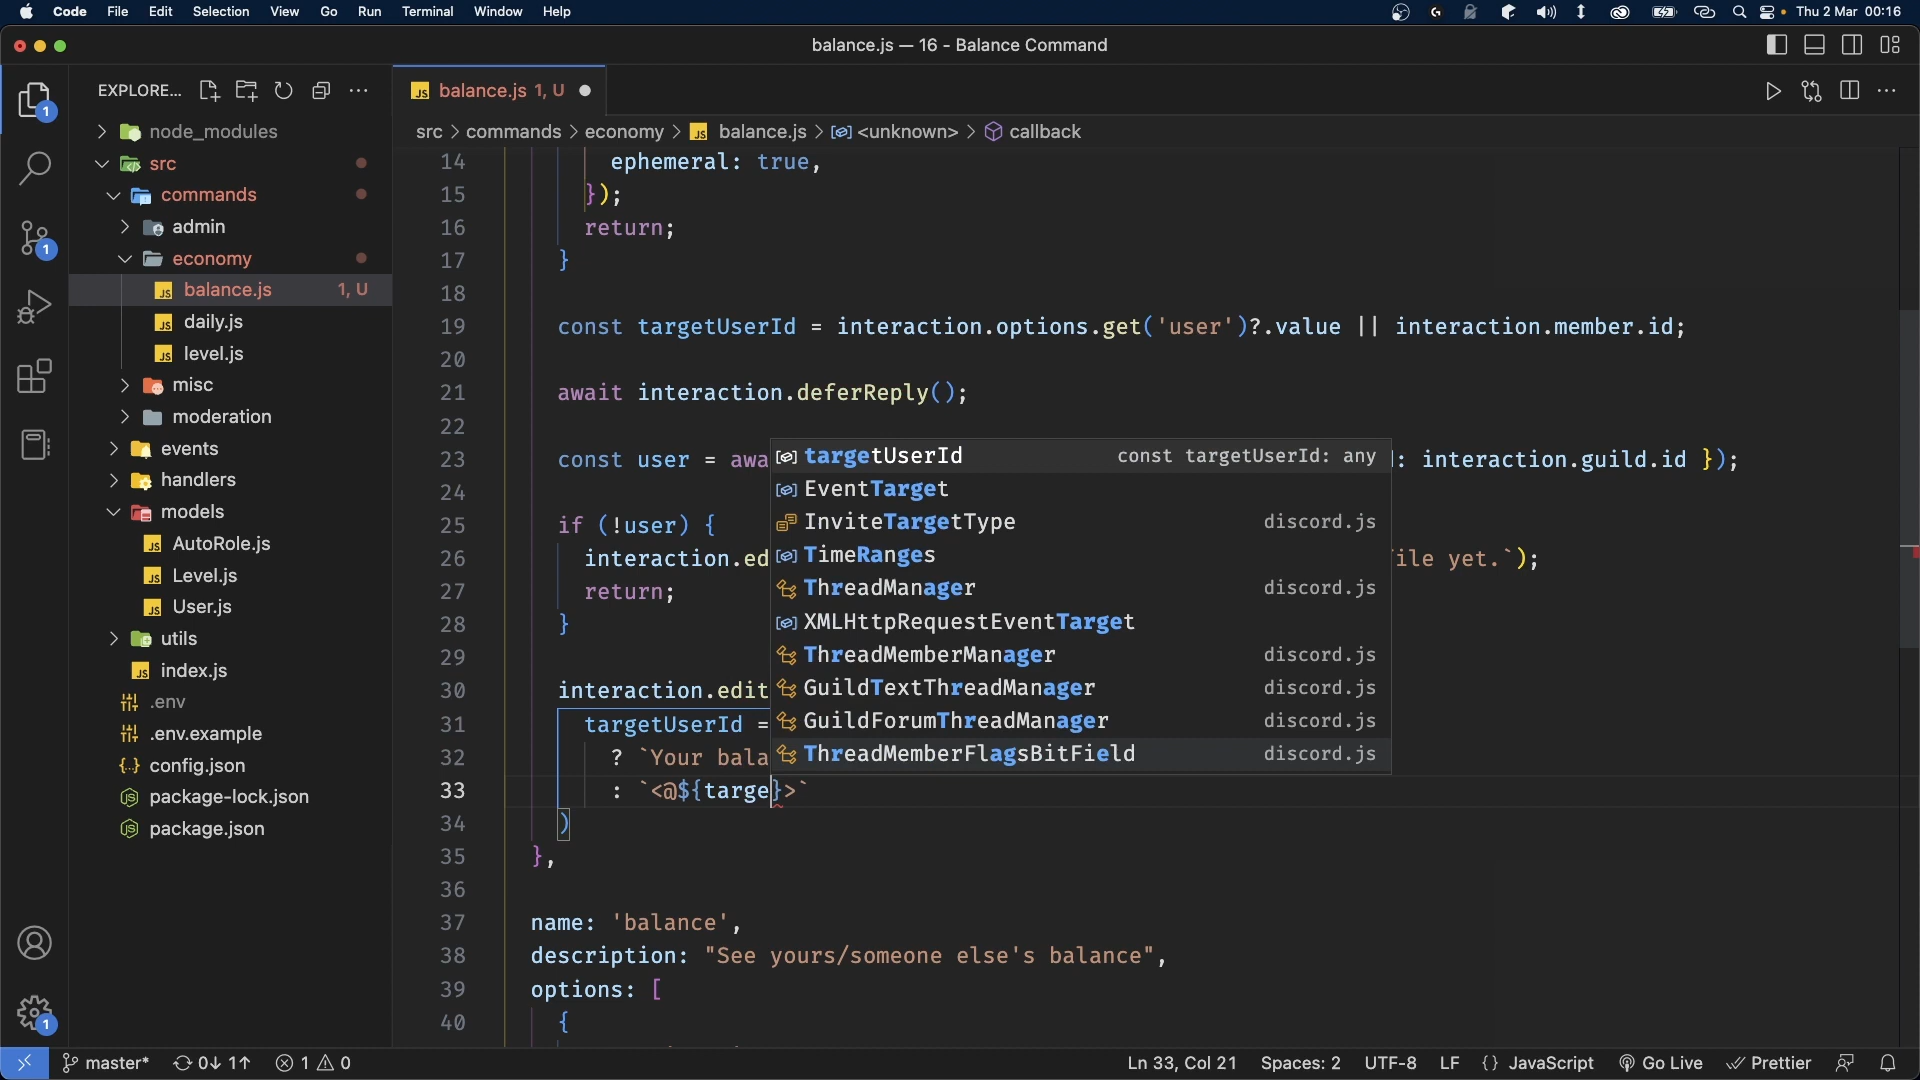 Code File Edit Selection View Go Run Terminal Window Help Thu 2 Mar 00:16
balance.js — 16 - Balance Command
EXPLORE...
balance.js 1, U
src > commands > economy > balance.js > <unknown> > callback
node_modules
src
commands
admin
economy
balance.js 1, U
daily.js
level.js
misc
moderation
events
handlers
models
AutoRole.js
Level.js
User.js
utils
index.js
.env
.env.example
config.json
package-lock.json
package.json
1
1
1
14 ephemeral: true,
15 });
16 return;
17 }
18
19 const targetUserId = interaction.options.get('user')?.value || interaction.member.id;
20
21 await interaction.deferReply();
22
23 const user = awa : interaction.guild.id });
24
25 if (!user) {
26 interaction.ed ile yet.`);
27 return;
28 }
29
30 interaction.edit
31 targetUserId =
32 ? `Your bala
33 : `<@${targe}>`
34 )
35 },
36
37 name: 'balance',
38 description: "See yours/someone else's balance",
39 options: [
40 {
targetUserId const targetUserId: any
EventTarget
InviteTargetType discord.js
TimeRanges
ThreadManager discord.js
XMLHttpRequestEventTarget
ThreadMemberManager discord.js
GuildTextThreadManager discord.js
GuildForumThreadManager discord.js
ThreadMemberFlagsBitField discord.js
master* 0↓ 1↑ 1 0 Ln 33, Col 21 Spaces: 2 UTF-8 LF {} JavaScript Go Live Prettier